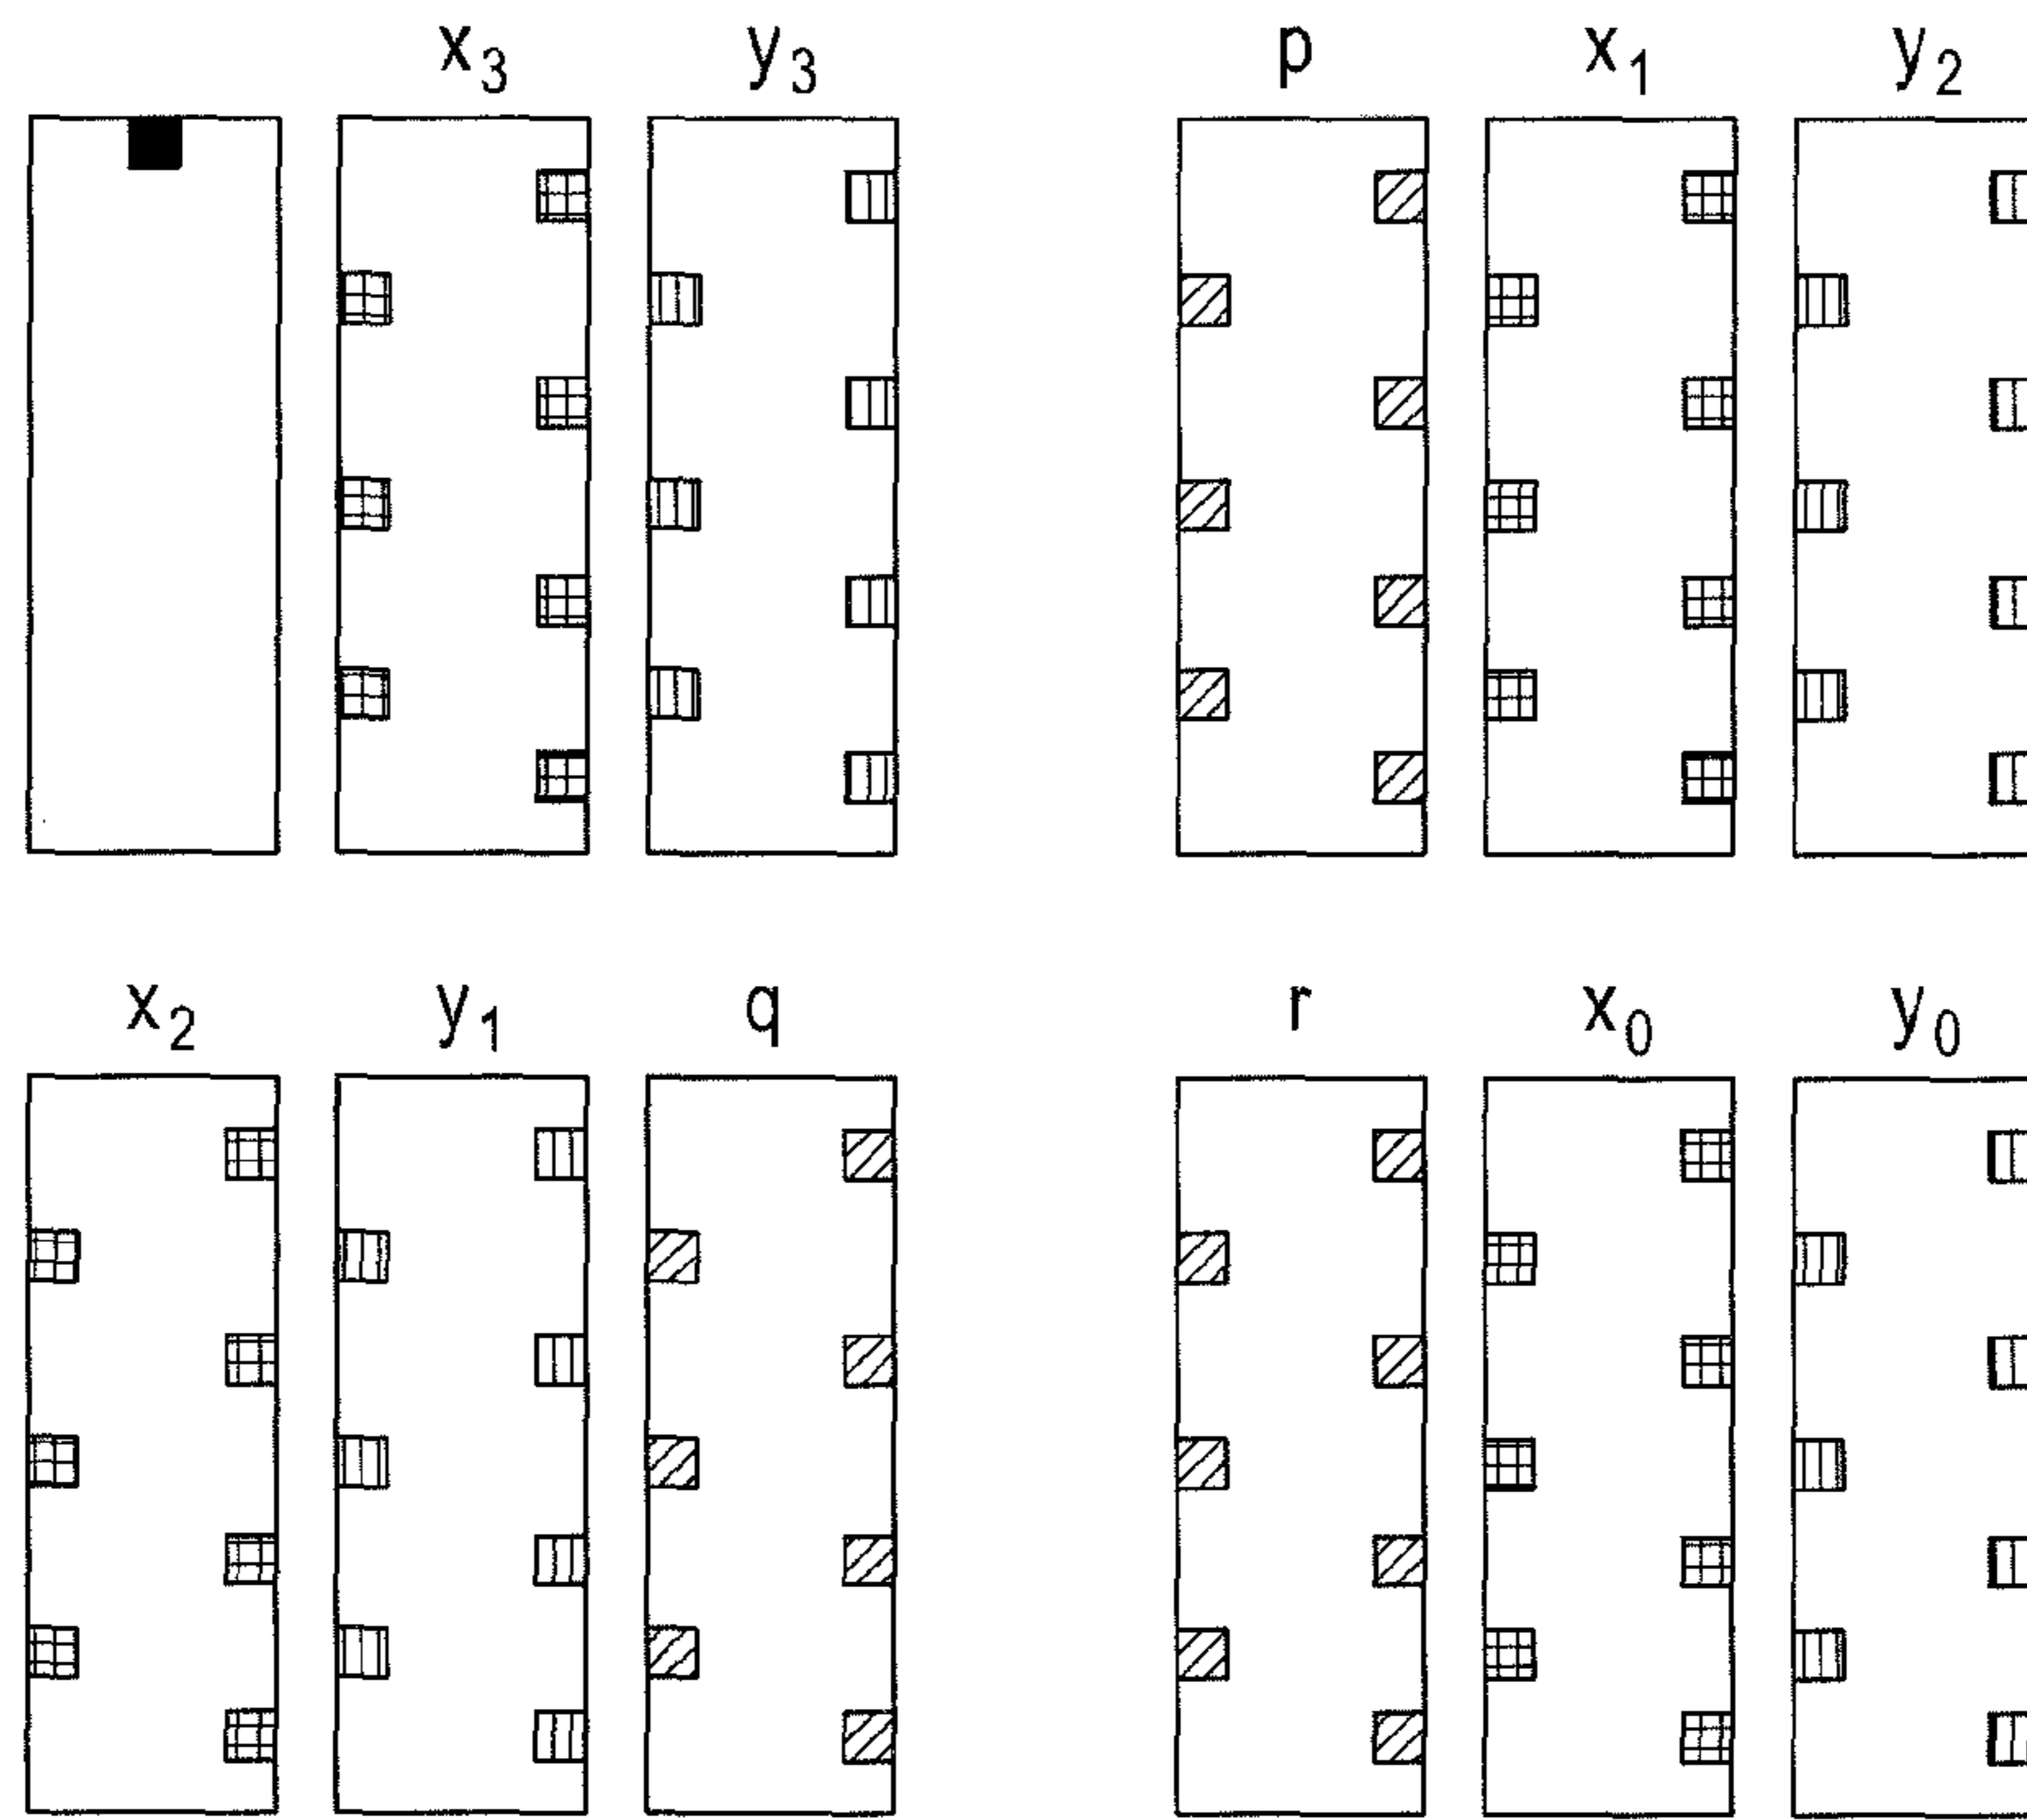 x₃ y₃ p x₁ y₂
x₂ y₁ q r x₀ y₀